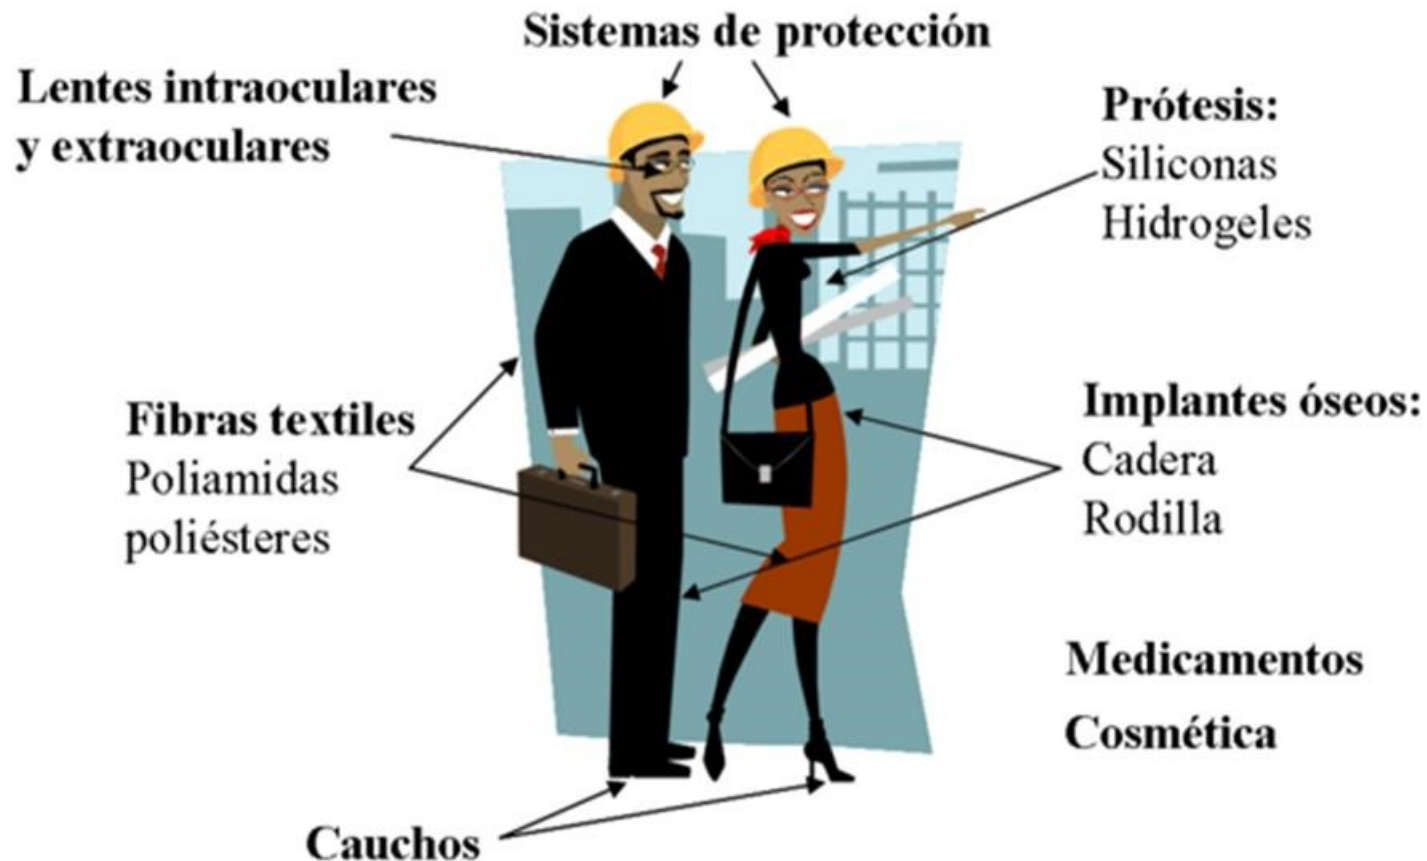 Sistemas de protección
Lentes intraoculares
y extraoculares
Prótesis:
Siliconas
Hidrogeles
Fibras textiles
Poliamidas
poliésteres
Implantes óseos:
Cadera
Rodilla
Medicamentos
Cosmética
Cauchos